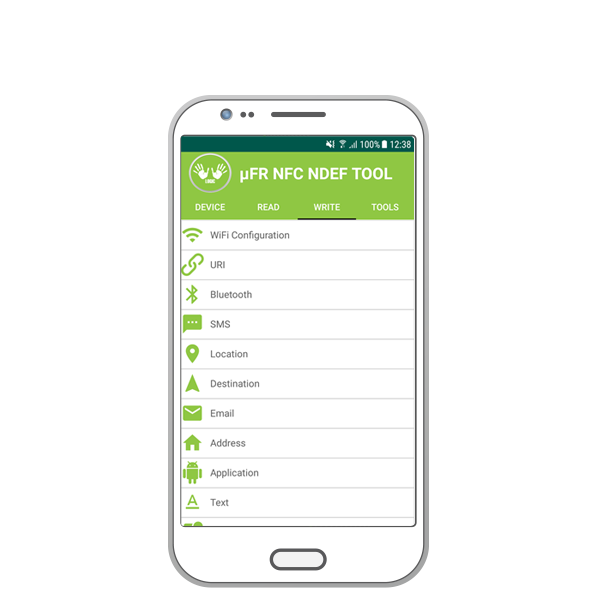 100% 12:38
µFR NFC NDEF TOOL
DEVICE READ WRITE TOOLS
WiFi Configuration
URI
Bluetooth
SMS
Location
Destination
Email
Address
Application
Text